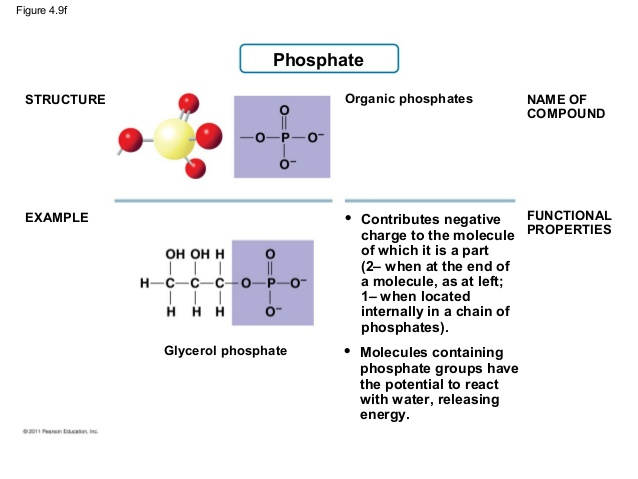 Figure 4.9f
Phosphate
STRUCTURE
O
—O—P—O–
O–
Organic phosphates
NAME OF
COMPOUND
EXAMPLE
OH OH H O
H—C—C—C—O—P—O–
H H H O–
Glycerol phosphate
• Contributes negative
charge to the molecule
of which it is a part
(2– when at the end of
a molecule, as at left;
1– when located
internally in a chain of
phosphates).
• Molecules containing
phosphate groups have
the potential to react
with water, releasing
energy.
FUNCTIONAL
PROPERTIES
© 2011 Pearson Education, Inc.